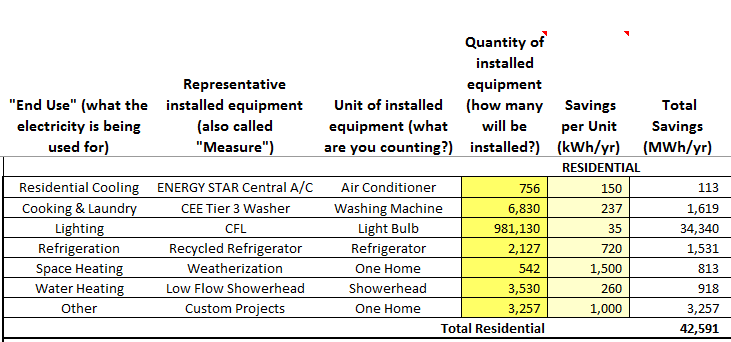 "End Use" (what the electricity is being used for) Representative installed equipment (also called "Measure") Unit of installed equipment (what are you counting?) Quantity of installed equipment (how many will be installed?) Savings per Unit (kWh/yr) Total Savings (MWh/yr)
RESIDENTIAL
Residential Cooling ENERGY STAR Central A/C Air Conditioner 756 150 113
Cooking & Laundry CEE Tier 3 Washer Washing Machine 6,830 237 1,619
Lighting CFL Light Bulb 981,130 35 34,340
Refrigeration Recycled Refrigerator Refrigerator 2,127 720 1,531
Space Heating Weatherization One Home 542 1,500 813
Water Heating Low Flow Showerhead Showerhead 3,530 260 918
Other Custom Projects One Home 3,257 1,000 3,257
Total Residential 42,591